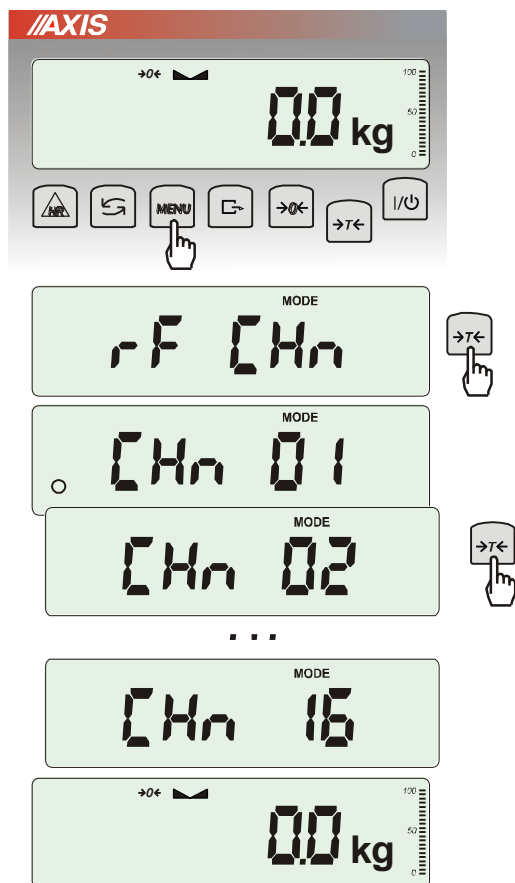 //AXIS
→0← 100
50
0.0 kg
0
HR MENU →0← →T← I/⏻
MODE
rF CHn →T←
MODE
CHn 01
MODE
CHn 02 →T←
...
MODE
CHn 16
→0← 100
50
0.0 kg
0